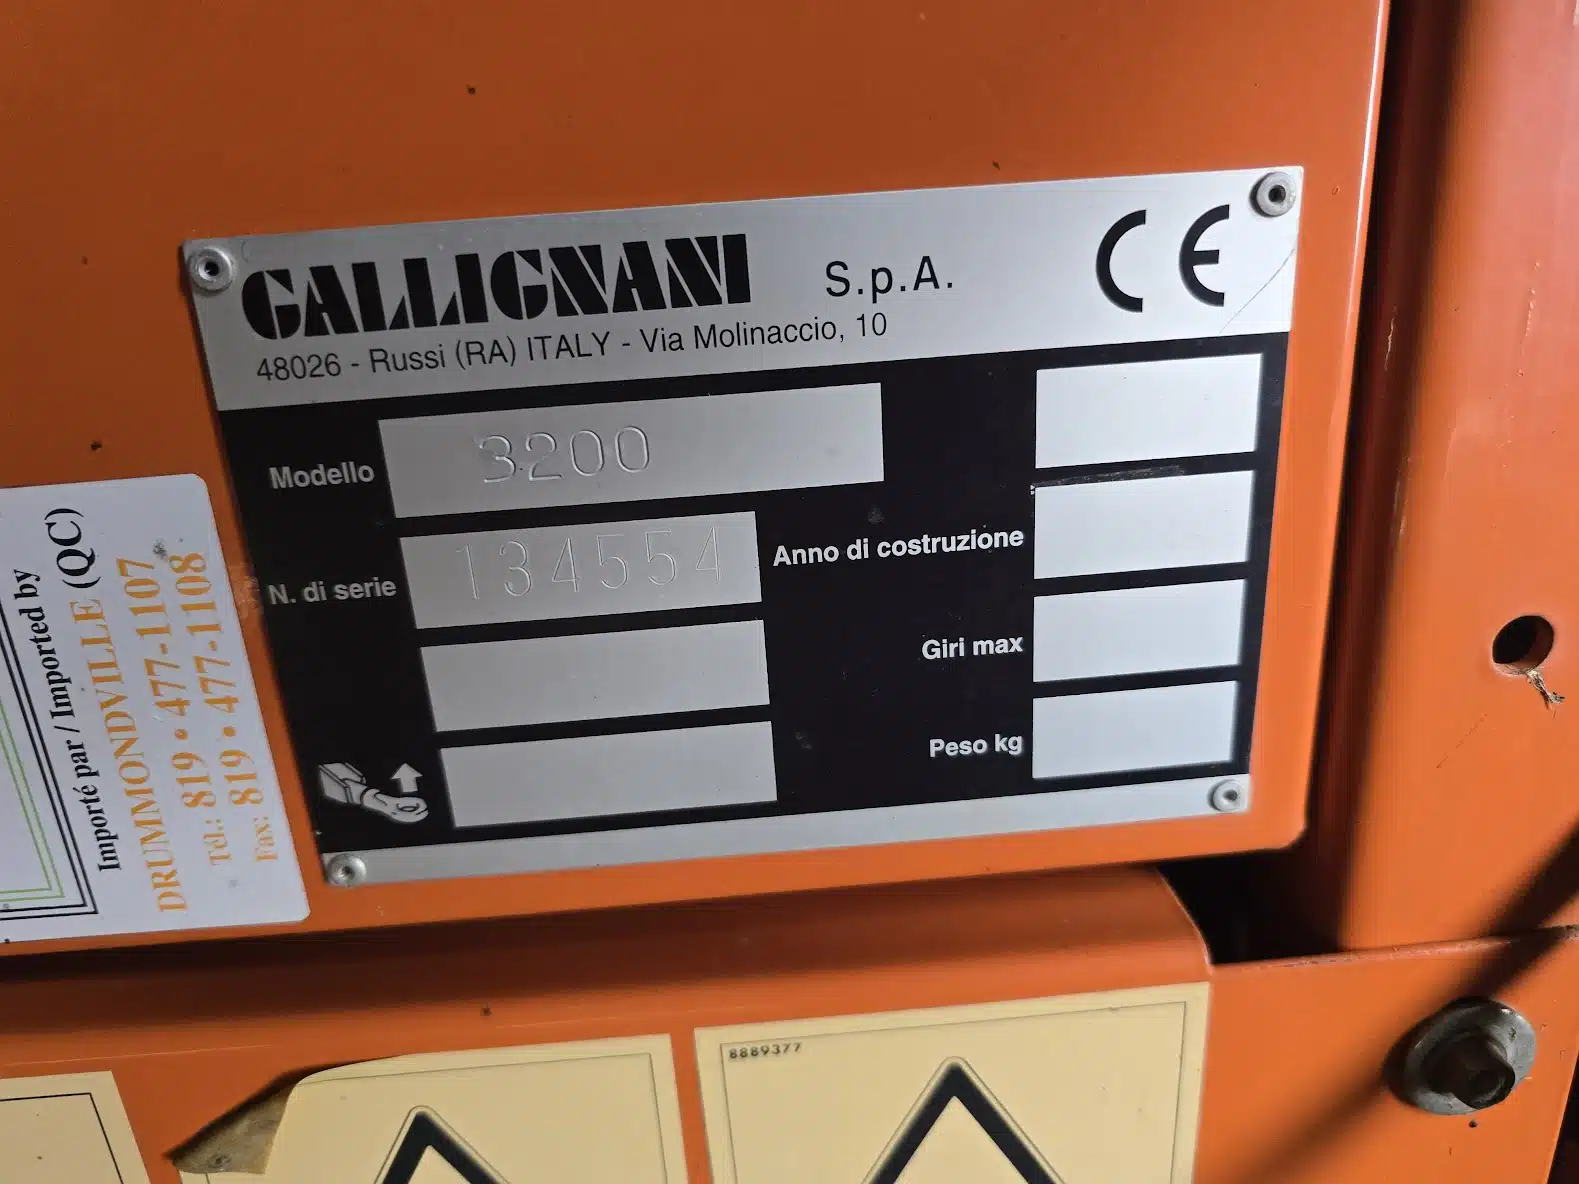 GALLIGNANI S.p.A. CE
48026 - Russi (RA) ITALY - Via Molinaccio, 10
Modello 3200
N. di serie 134554
Anno di costruzione
Giri max
Peso kg
Importé par / Imported by
DRUMMONDVILLE (QC)
Tél.: 819 • 477-1107
Fax: 819 • 477-1108
8889377